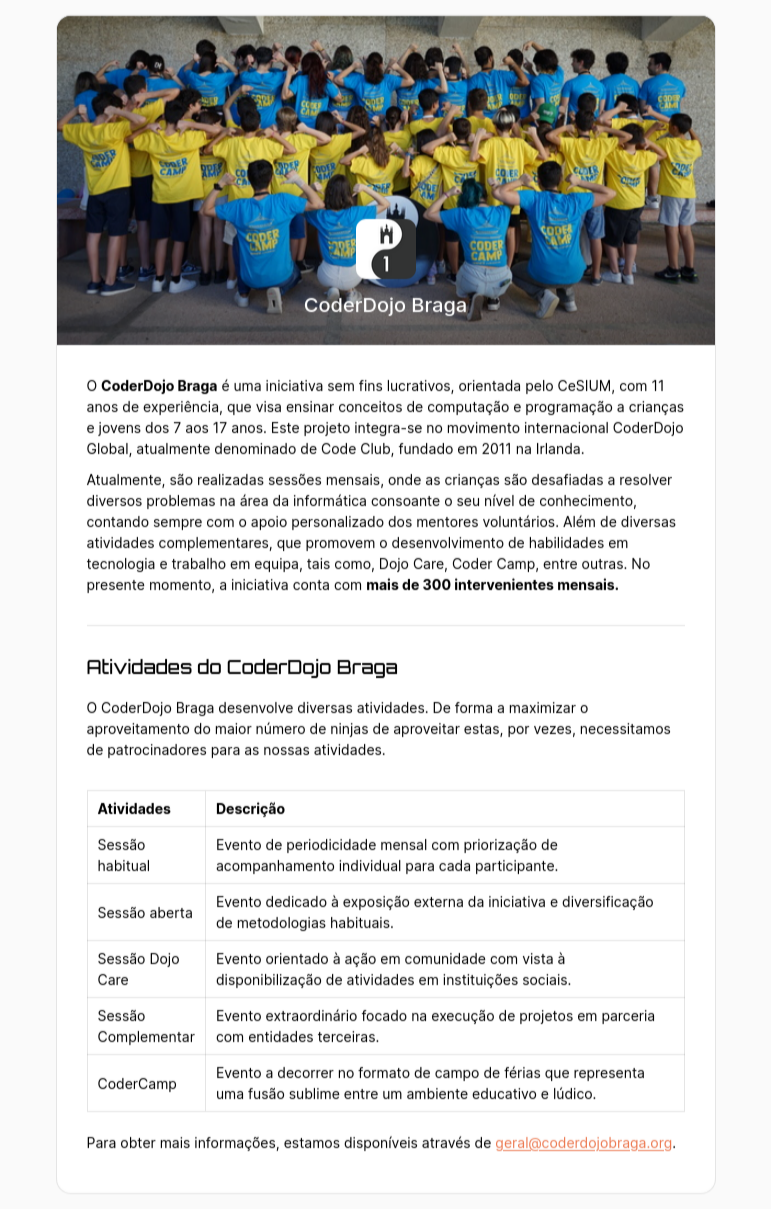 CODER CAMP
1
CoderDojo Braga
O CoderDojo Braga é uma iniciativa sem fins lucrativos, orientada pelo CeSIUM, com 11
anos de experiência, que visa ensinar conceitos de computação e programação a crianças
e jovens dos 7 aos 17 anos. Este projeto integra-se no movimento internacional CoderDojo
Global, atualmente denominado de Code Club, fundado em 2011 na Irlanda.
Atualmente, são realizadas sessões mensais, onde as crianças são desafiadas a resolver
diversos problemas na área da informática consoante o seu nível de conhecimento,
contando sempre com o apoio personalizado dos mentores voluntários. Além de diversas
atividades complementares, que promovem o desenvolvimento de habilidades em
tecnologia e trabalho em equipa, tais como, Dojo Care, Coder Camp, entre outras. No
presente momento, a iniciativa conta com mais de 300 intervenientes mensais.
Atividades do CoderDojo Braga
O CoderDojo Braga desenvolve diversas atividades. De forma a maximizar o
aproveitamento do maior número de ninjas de aproveitar estas, por vezes, necessitamos
de patrocinadores para as nossas atividades.
Atividades Descrição
Sessão habitual
Evento de periodicidade mensal com priorização de
acompanhamento individual para cada participante.
Sessão aberta
Evento dedicado à exposição externa da iniciativa e diversificação
de metodologias habituais.
Sessão Dojo
Care
Evento orientado à ação em comunidade com vista à
disponibilização de atividades em instituições sociais.
Sessão
Complementar
Evento extraordinário focado na execução de projetos em parceria
com entidades terceiras.
CoderCamp
Evento a decorrer no formato de campo de férias que representa
uma fusão sublime entre um ambiente educativo e lúdico.
Para obter mais informações, estamos disponíveis através de geral@coderdojobraga.org.